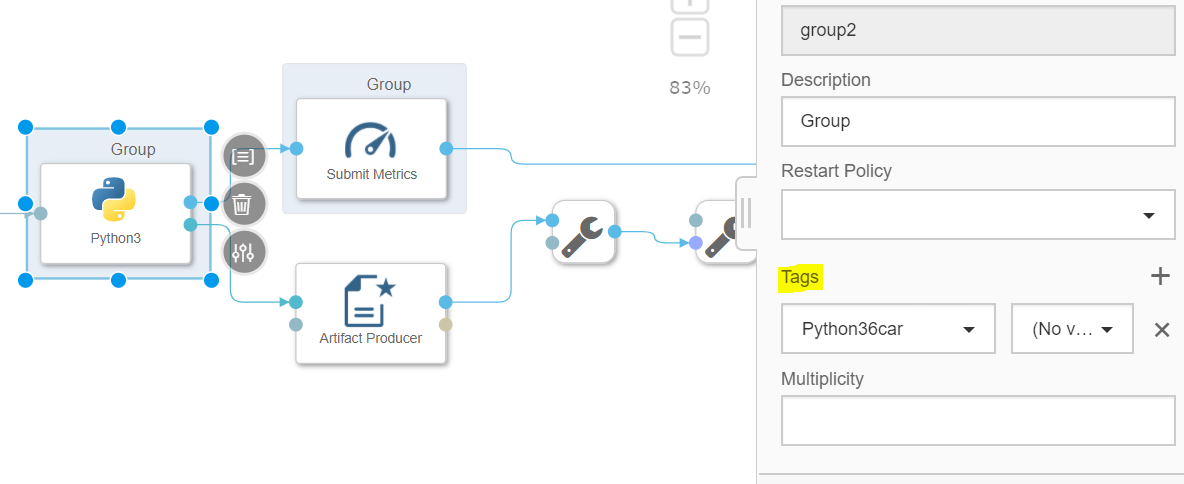 Group
Python3
Group
Submit Metrics
Artifact Producer
83%
group2
Description
Group
Restart Policy
Tags
Python36car
(No v...
Multiplicity